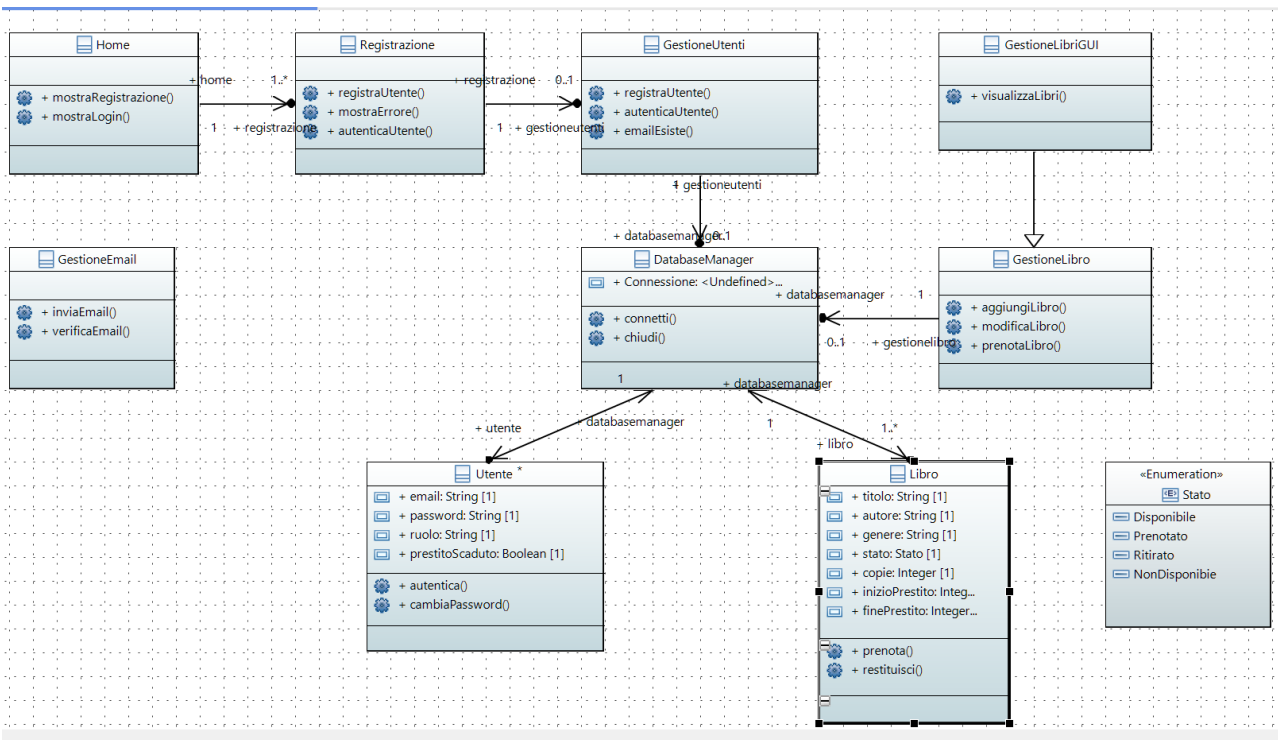 Home
+ mostraRegistrazione()
+ mostraLogin()
+ home
1..*
1
+ registrazione
Registrazione
+ registraUtente()
+ mostraErrore()
+ autenticaUtente()
+ registrazione
0..1
1
+ gestioneutenti
GestioneUtenti
+ registraUtente()
+ autenticaUtente()
+ emailEsiste()
GestioneLibriGUI
+ visualizzaLibri()
1
+ gestioneutenti
+ databasemanager
0..1
GestioneEmail
+ inviaEmail()
+ verificaEmail()
DatabaseManager
+ Connessione: <Undefined>...
+ connetti()
+ chiudi()
+ databasemanager
1
0..1
+ gestionelibro
GestioneLibro
+ aggiungiLibro()
+ modificaLibro()
+ prenotaLibro()
1
+ databasemanager
+ utente
+ databasemanager
1
1..*
+ libro
Utente
*
+ email: String [1]
+ password: String [1]
+ ruolo: String [1]
+ prestitoScaduto: Boolean [1]
+ autentica()
+ cambiaPassword()
Libro
+ titolo: String [1]
+ autore: String [1]
+ genere: String [1]
+ stato: Stato [1]
+ copie: Integer [1]
+ inizioPrestito: Integ...
+ finePrestito: Integer...
+ prenota()
+ restituisci()
«Enumeration»
Stato
Disponibile
Prenotato
Ritirato
NonDisponibie